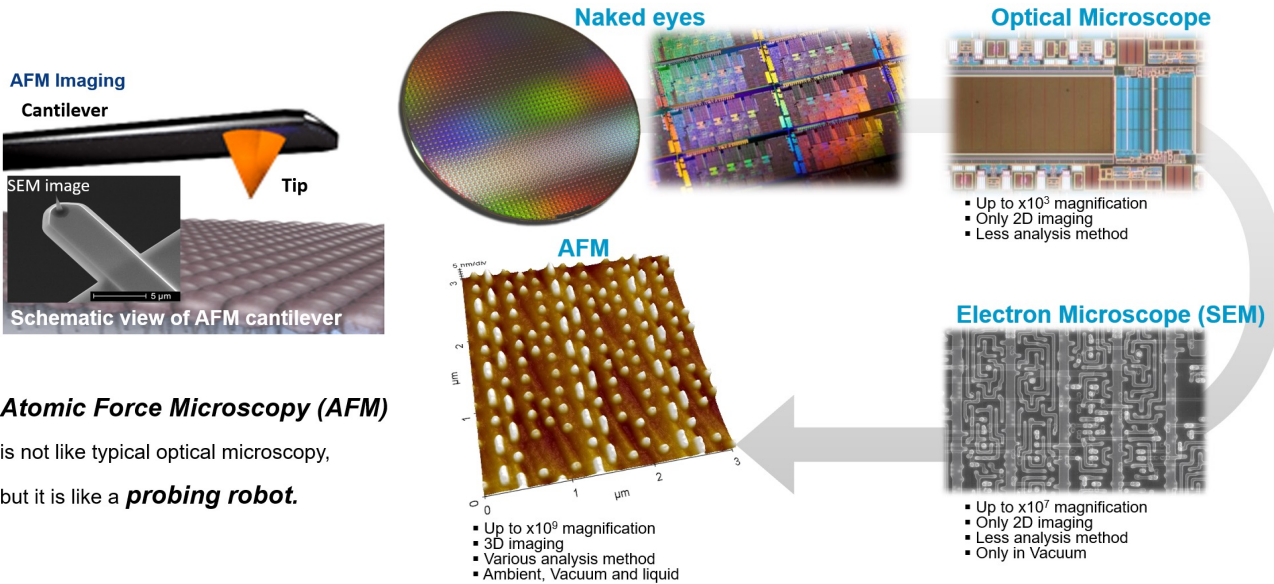 AFM Imaging
Cantilever
Tip
SEM image
5 µm
Schematic view of AFM cantilever
Atomic Force Microscopy (AFM)
is not like typical optical microscopy,
but it is like a probing robot.
Naked eyes
Optical Microscope
▪ Up to x10³ magnification
▪ Only 2D imaging
▪ Less analysis method
Electron Microscope (SEM)
▪ Up to x10⁷ magnification
▪ Only 2D imaging
▪ Less analysis method
▪ Only in Vacuum
AFM
5 nm/div
3
2
µm
1
0
0
1
µm
2
3
▪ Up to x10⁹ magnification
▪ 3D imaging
▪ Various analysis method
▪ Ambient, Vacuum and liquid